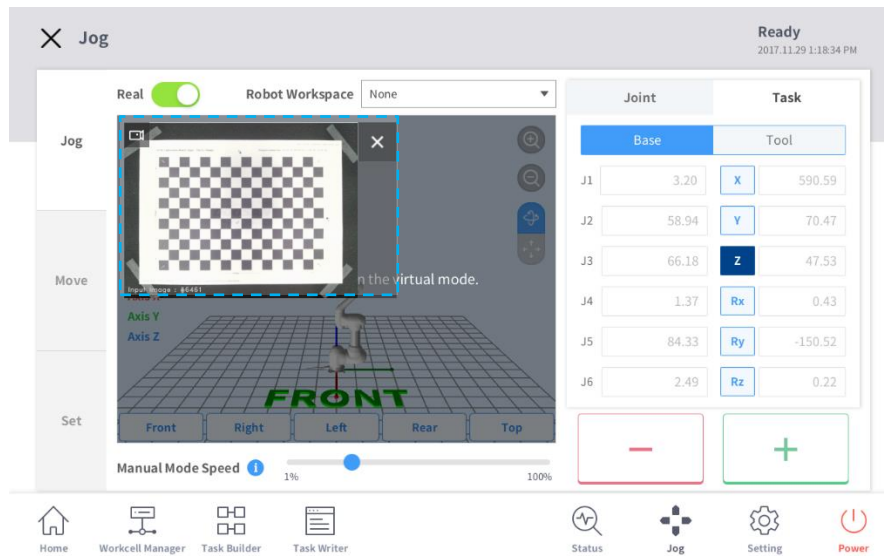 Jog
Ready
2017.11.29 1:18:34 PM
Jog
Move
Set
Real
Robot Workspace
None
Input Image : 86461
n the virtual mode.
Axis Y
Axis Z
FRONT
Front
Right
Left
Rear
Top
Manual Mode Speed
1%
100%
Joint
Task
Base
Tool
J1 3.20 X 590.59
J2 58.94 Y 70.47
J3 66.18 Z 47.53
J4 1.37 Rx 0.43
J5 84.33 Ry -150.52
J6 2.49 Rz 0.22
Home
Workcell Manager
Task Builder
Task Writer
Status
Jog
Setting
Power